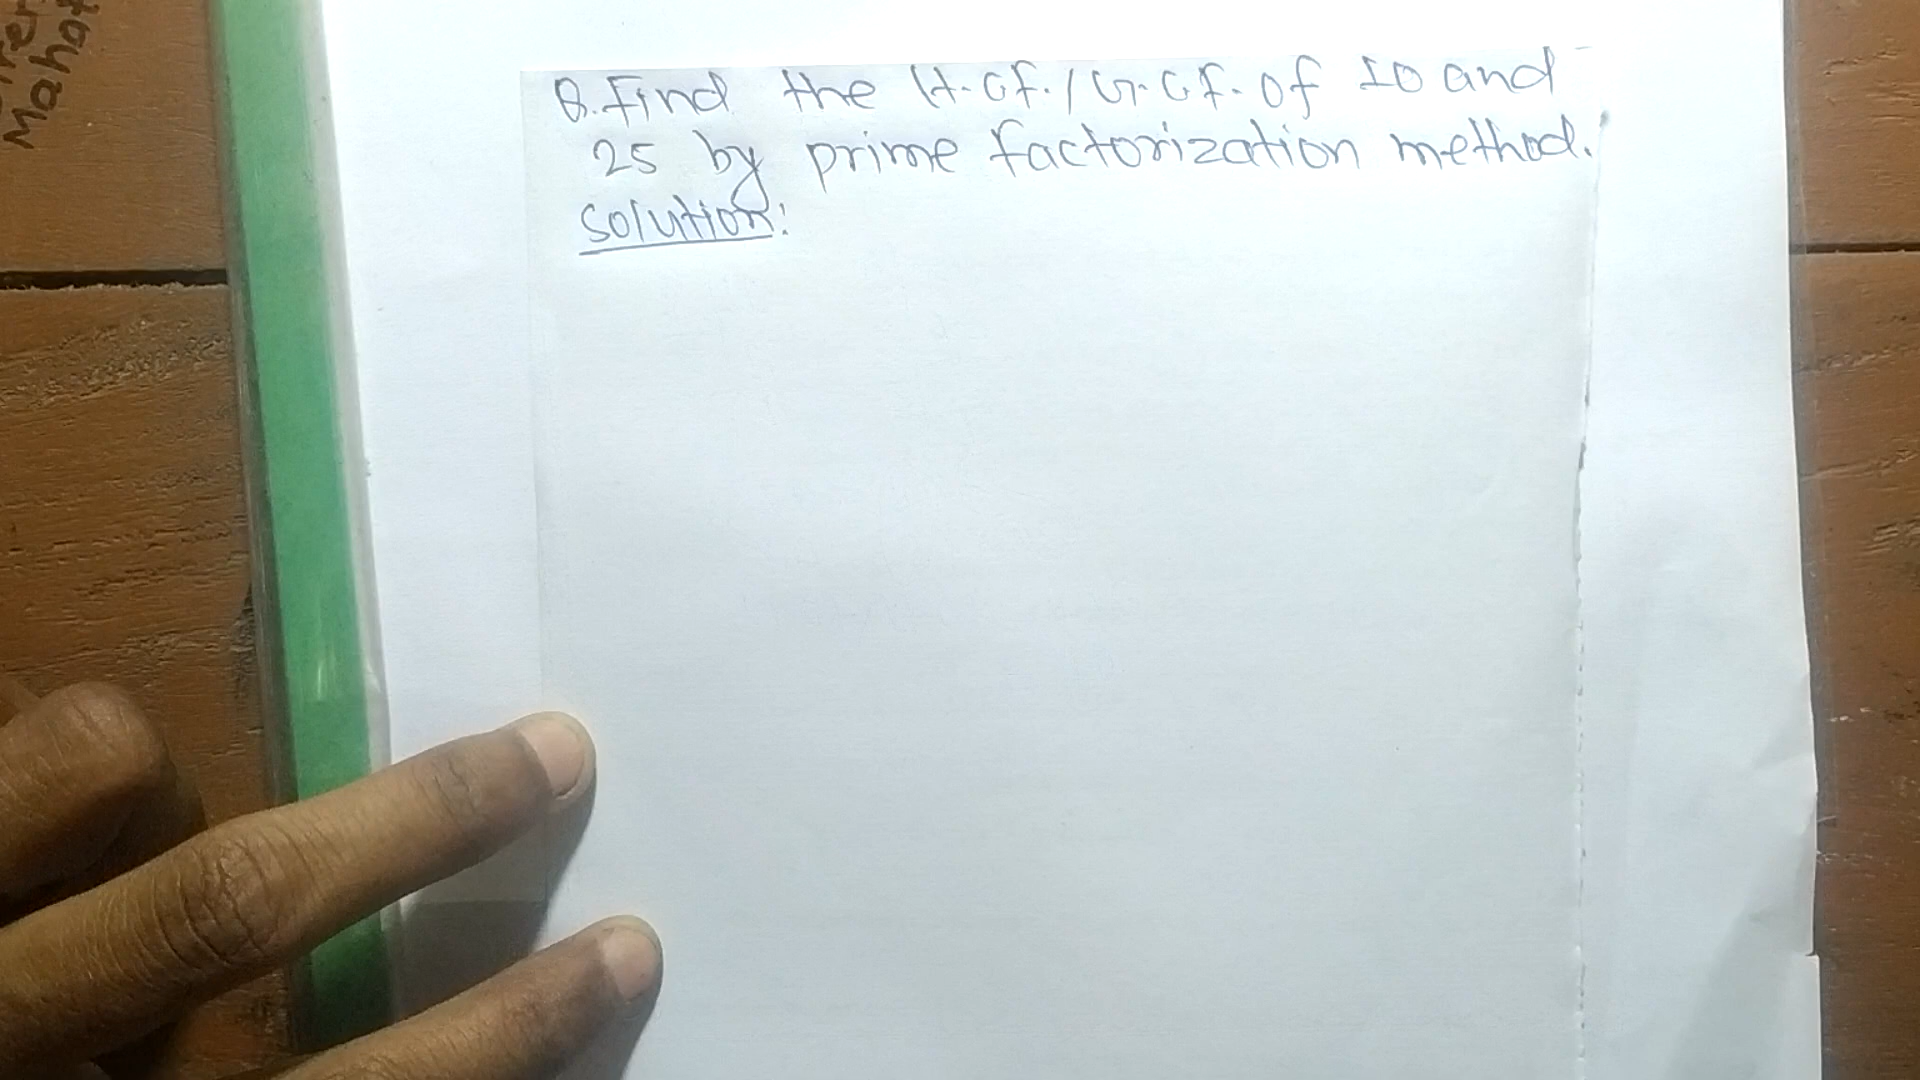 Q. Find the H.C.F. / G.C.F. of 10 and
25 by prime factorization method.
Solution: